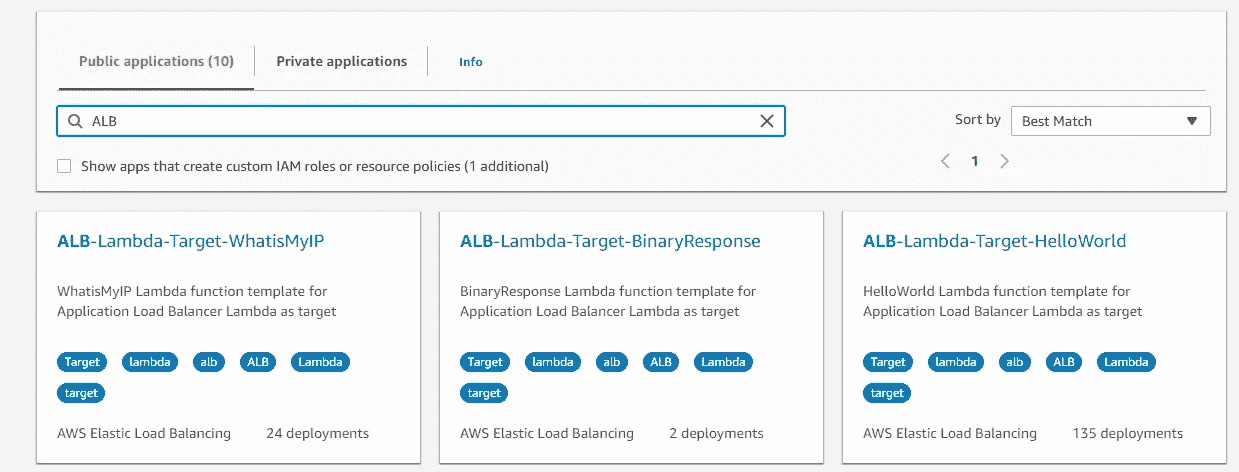 Public applications (10) Private applications Info
ALB
Sort by Best Match
Show apps that create custom IAM roles or resource policies (1 additional)
1
ALB-Lambda-Target-WhatisMyIP
WhatisMyIP Lambda function template for
Application Load Balancer Lambda as target
Target lambda alb ALB Lambda
target
AWS Elastic Load Balancing 24 deployments
ALB-Lambda-Target-BinaryResponse
BinaryResponse Lambda function template for
Application Load Balancer Lambda as target
Target lambda alb ALB Lambda
target
AWS Elastic Load Balancing 2 deployments
ALB-Lambda-Target-HelloWorld
HelloWorld Lambda function template for
Application Load Balancer Lambda as target
Target lambda alb ALB Lambda
target
AWS Elastic Load Balancing 135 deployments